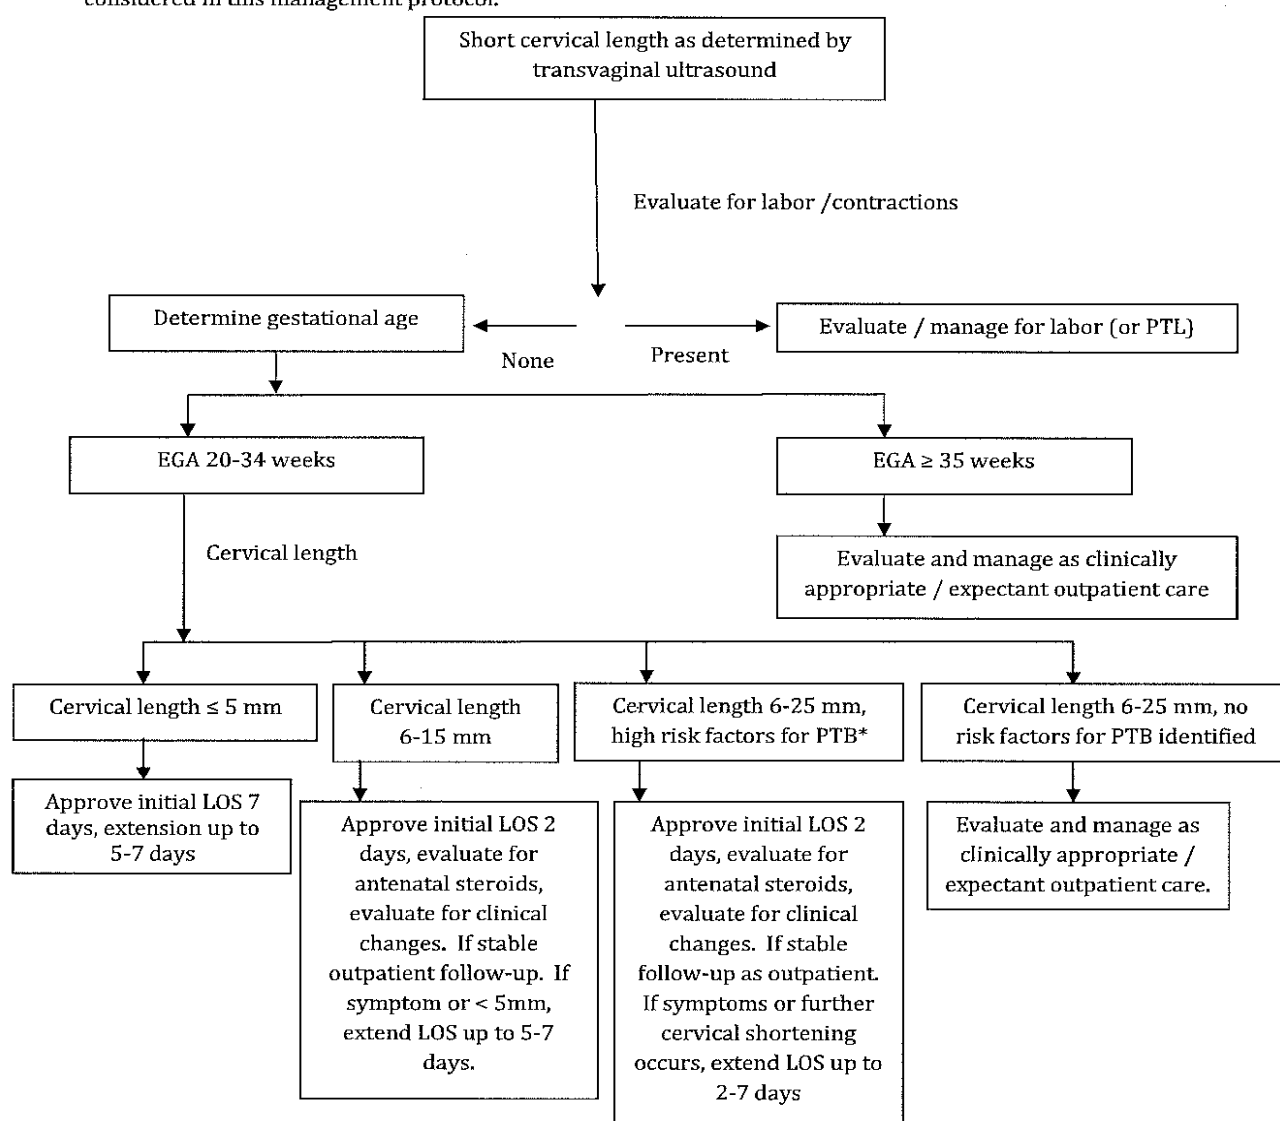 considered in this management protocol.
Short cervical length as determined by
transvaginal ultrasound
Evaluate for labor /contractions
Determine gestational age
None
Present
Evaluate / manage for labor (or PTL)
EGA 20-34 weeks
EGA ≥ 35 weeks
Cervical length
Evaluate and manage as clinically
appropriate / expectant outpatient care
Cervical length ≤ 5 mm
Cervical length
6-15 mm
Cervical length 6-25 mm,
high risk factors for PTB*
Cervical length 6-25 mm, no
risk factors for PTB identified
Approve initial LOS 7
days, extension up to
5-7 days
Approve initial LOS 2
days, evaluate for
antenatal steroids,
evaluate for clinical
changes. If stable
outpatient follow-up. If
symptom or < 5mm,
extend LOS up to 5-7
days.
Approve initial LOS 2
days, evaluate for
antenatal steroids,
evaluate for clinical
changes. If stable
follow-up as outpatient.
If symptoms or further
cervical shortening
occurs, extend LOS up to
2-7 days
Evaluate and manage as
clinically appropriate /
expectant outpatient care.